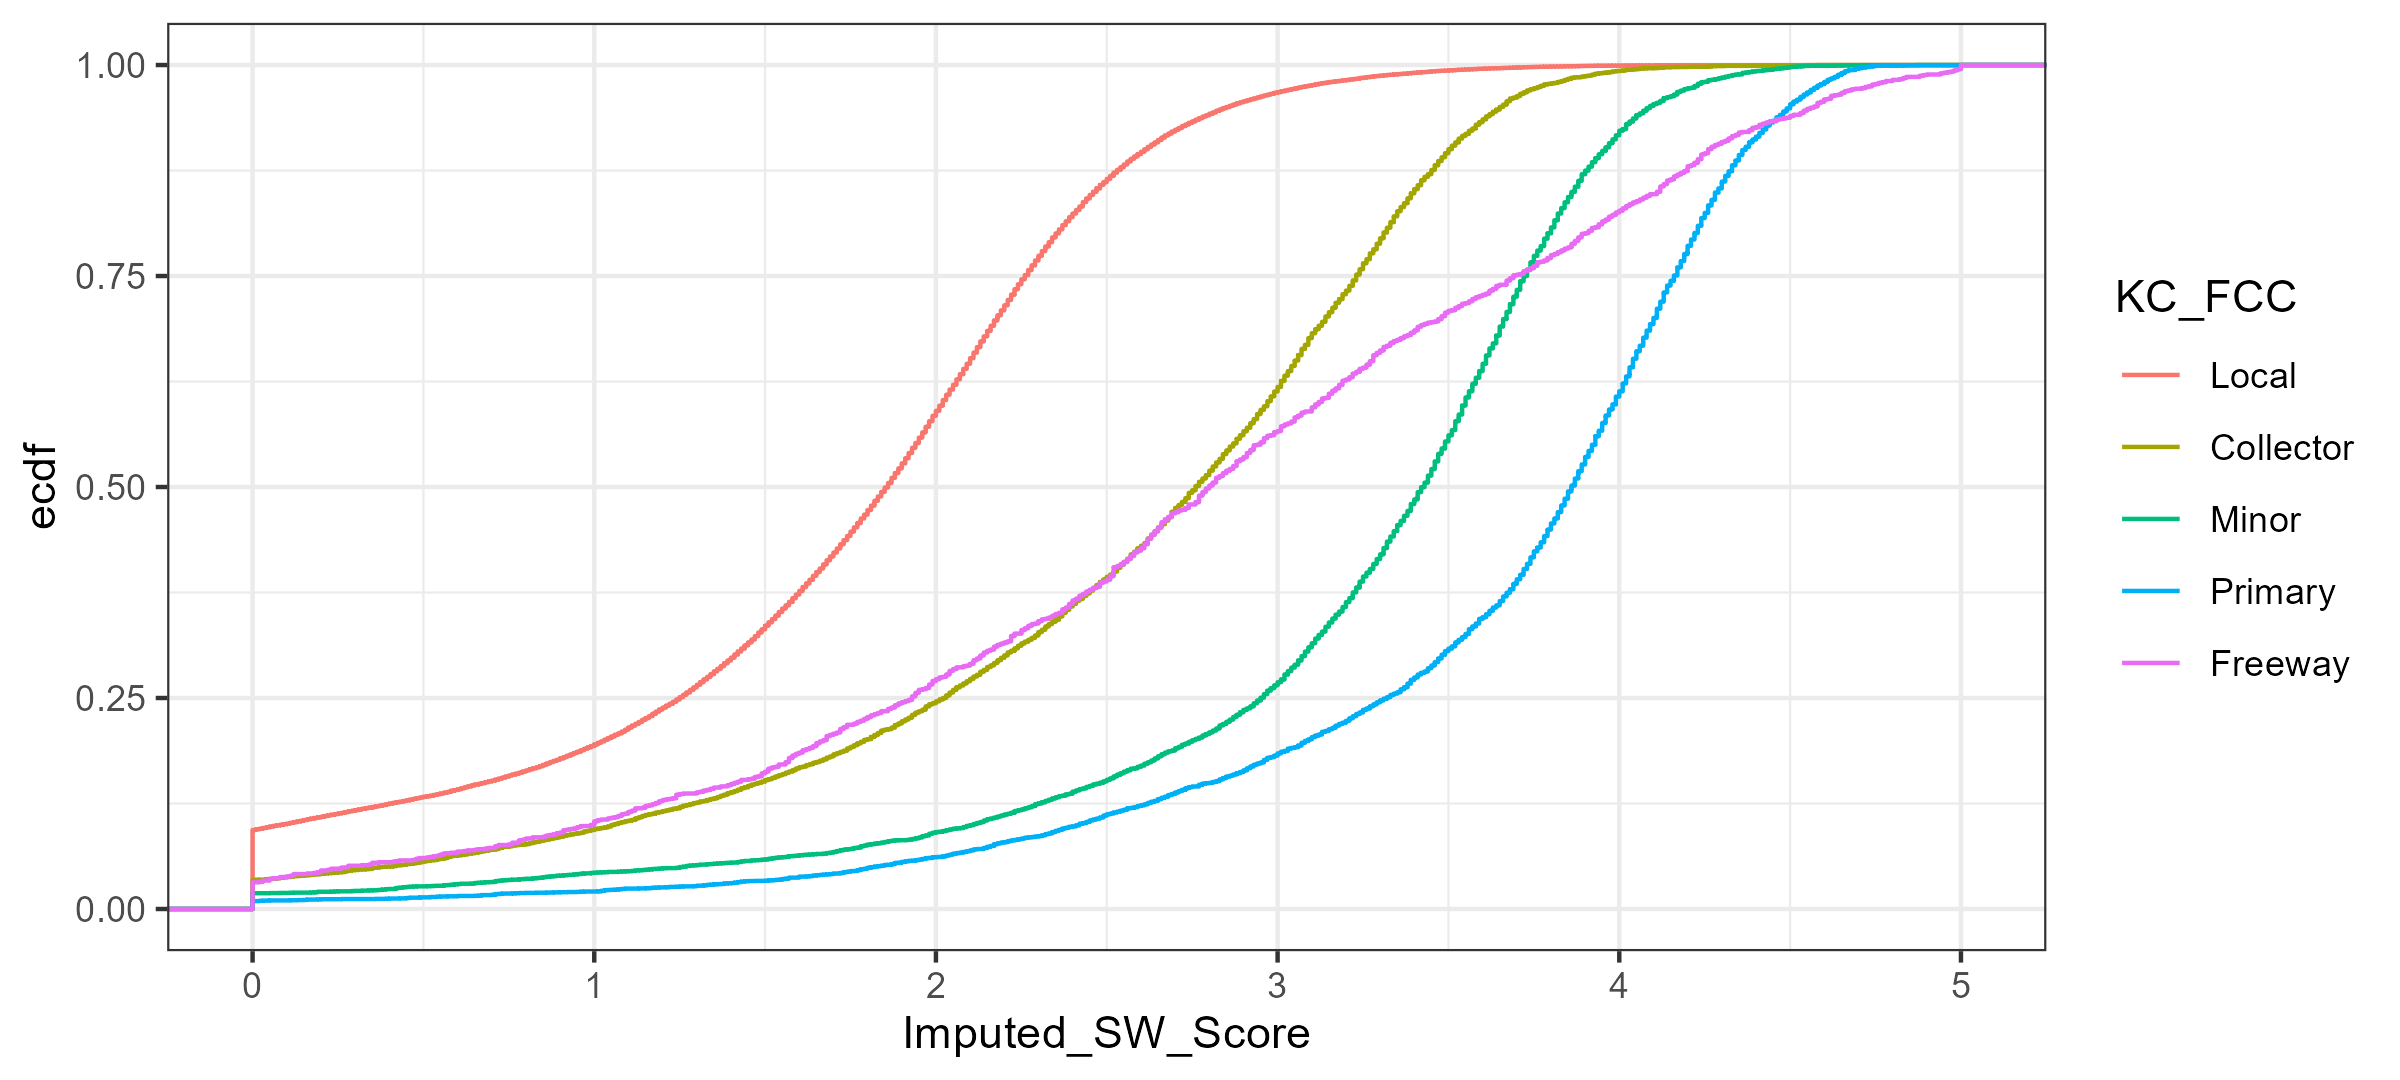 1.00
0.75
0.50
0.25
0.00
ecdf
0 1 2 3 4 5
Imputed_SW_Score
KC_FCC
Local
Collector
Minor
Primary
Freeway